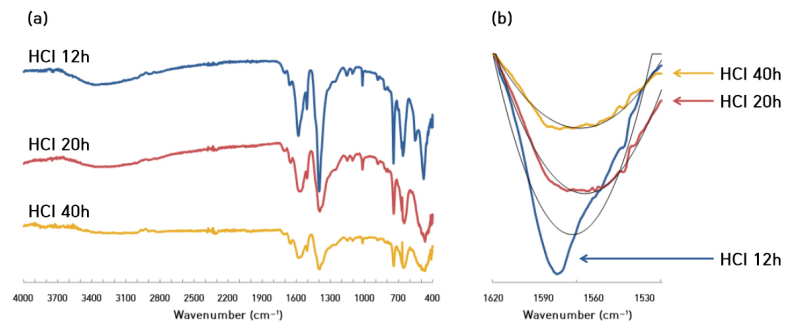 (a)
HCl 12h
HCl 20h
HCl 40h
4000 3700 3400 3100 2800 2500 2200 1900 1600 1300 1000 700 400
Wavenumber (cm⁻¹)
(b)
HCl 40h
HCl 20h
HCl 12h
1620 1590 1560 1530
Wavenumber (cm⁻¹)